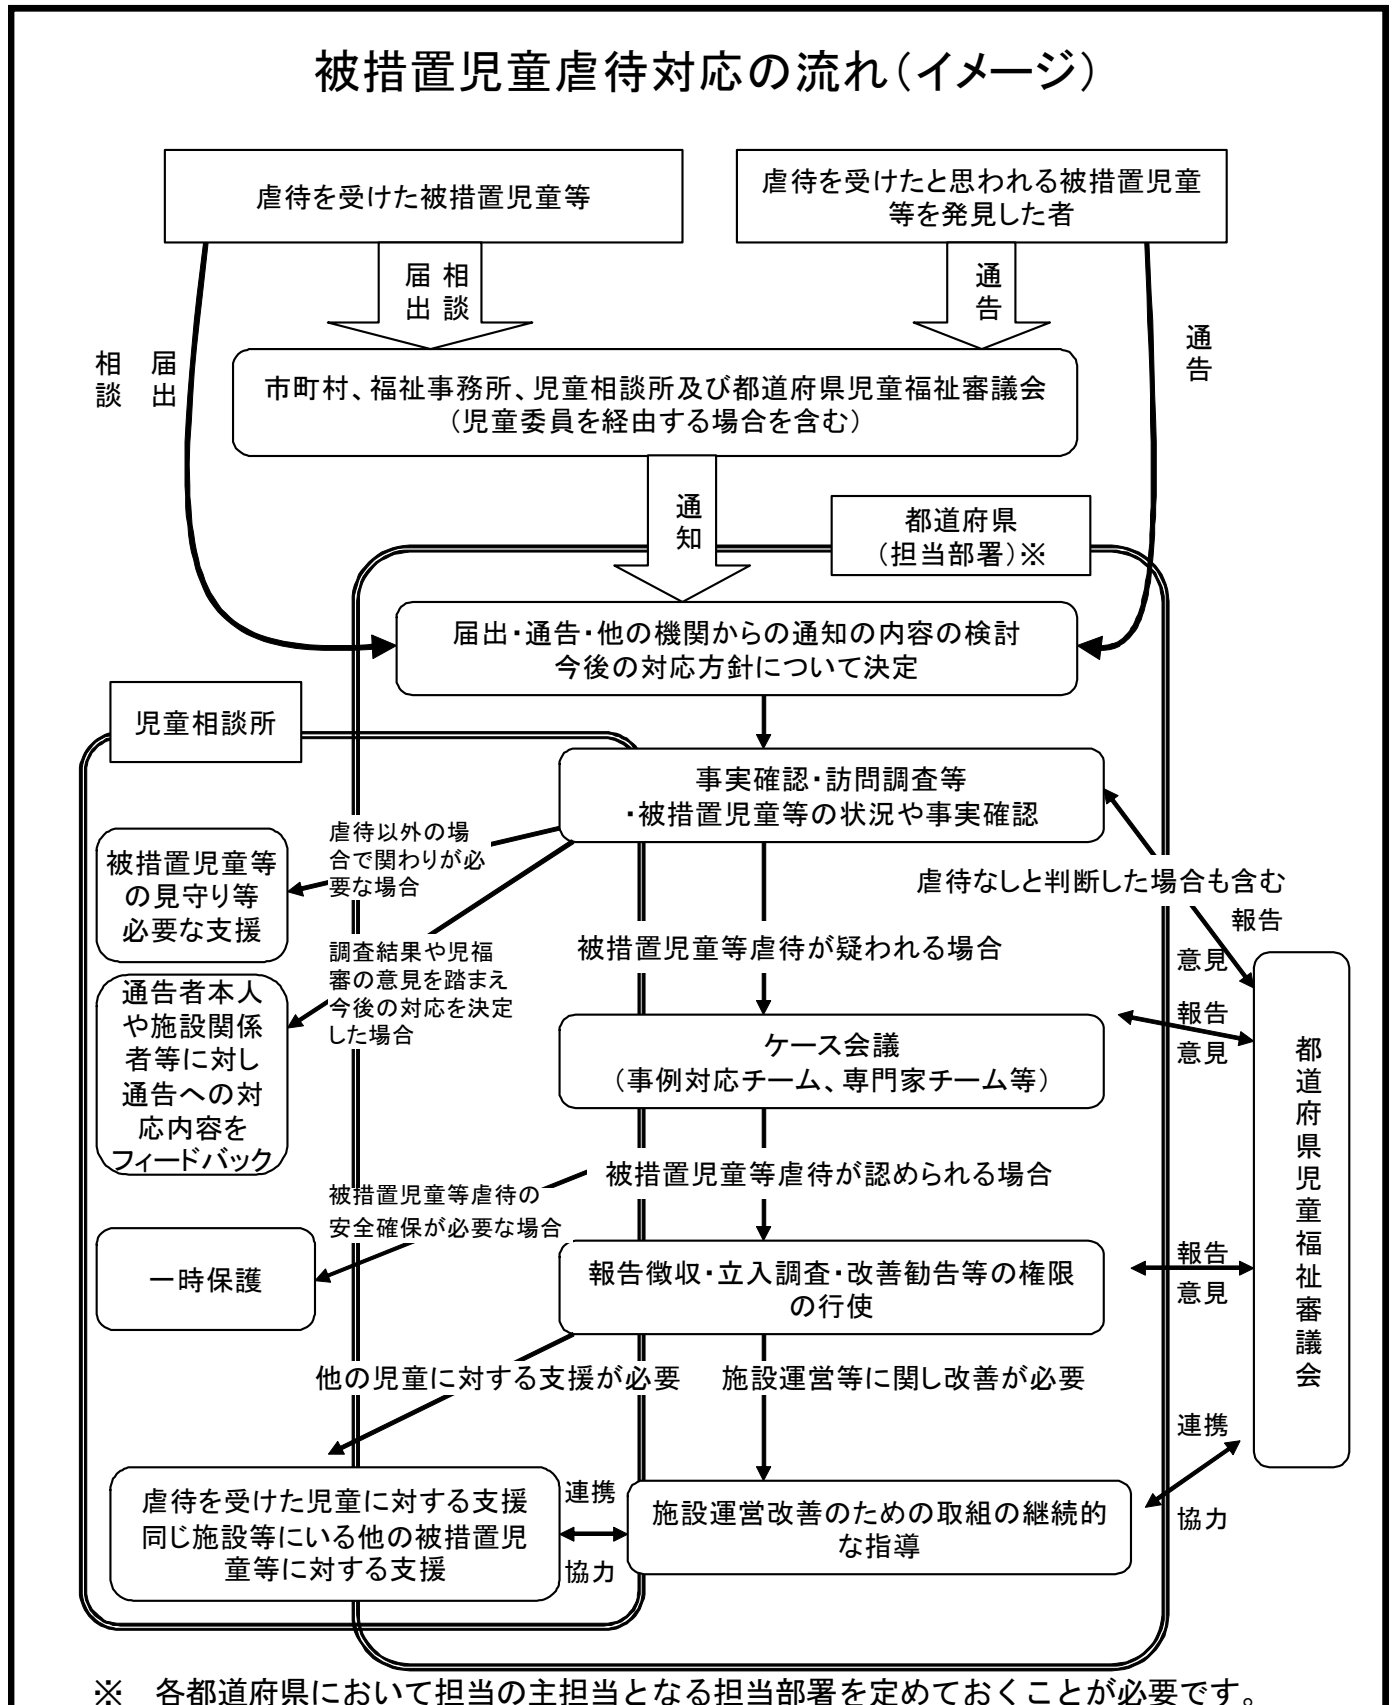 被措置児童虐待対応の流れ（イメージ）
虐待を受けた被措置児童等
虐待を受けたと思われる被措置児童
等を発見した者
届出
相談
通告
相談
届出
通告
市町村、福祉事務所、児童相談所及び都道府県児童福祉審議会
（児童委員を経由する場合を含む）
通知
都道府県
（担当部署）※
届出・通告・他の機関からの通知の内容の検討
今後の対応方針について決定
児童相談所
事実確認・訪問調査等
・被措置児童等の状況や事実確認
虐待以外の場
合で関わりが必
要な場合
被措置児童等
の見守り等
必要な支援
虐待なしと判断した場合も含む
報告
意見
被措置児童等虐待が疑われる場合
調査結果や児福
審の意見を踏まえ
今後の対応を決定
した場合
通告者本人
や施設関係
者等に対し
通告への対
応内容を
フィードバック
報告
意見
ケース会議
（事例対応チーム、専門家チーム等）
都道府県児童福祉審議会
被措置児童等虐待が認められる場合
被措置児童等虐待の
安全確保が必要な場合
一時保護
報告徴収・立入調査・改善勧告等の権限
の行使
報告
意見
他の児童に対する支援が必要
施設運営等に関し改善が必要
連携
協力
虐待を受けた児童に対する支援
同じ施設等にいる他の被措置児
童等に対する支援
連携
協力
施設運営改善のための取組の継続的
な指導
※　各都道府県において担当の主担当となる担当部署を定めておくことが必要です。